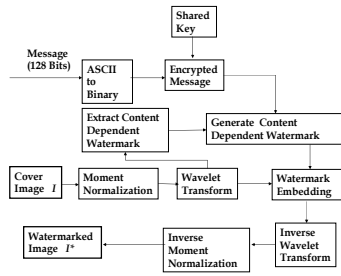 Shared
Key
Message
(128 Bits)
ASCII
to
Binary
Encrypted
Message
Extract Content
Dependent
Watermark
Generate Content
Dependent Watermark
Cover
Image I
Moment
Normalization
Wavelet
Transform
Watermark
Embedding
Watermarked
Image I*
Inverse
Moment
Normalization
Inverse
Wavelet
Transform